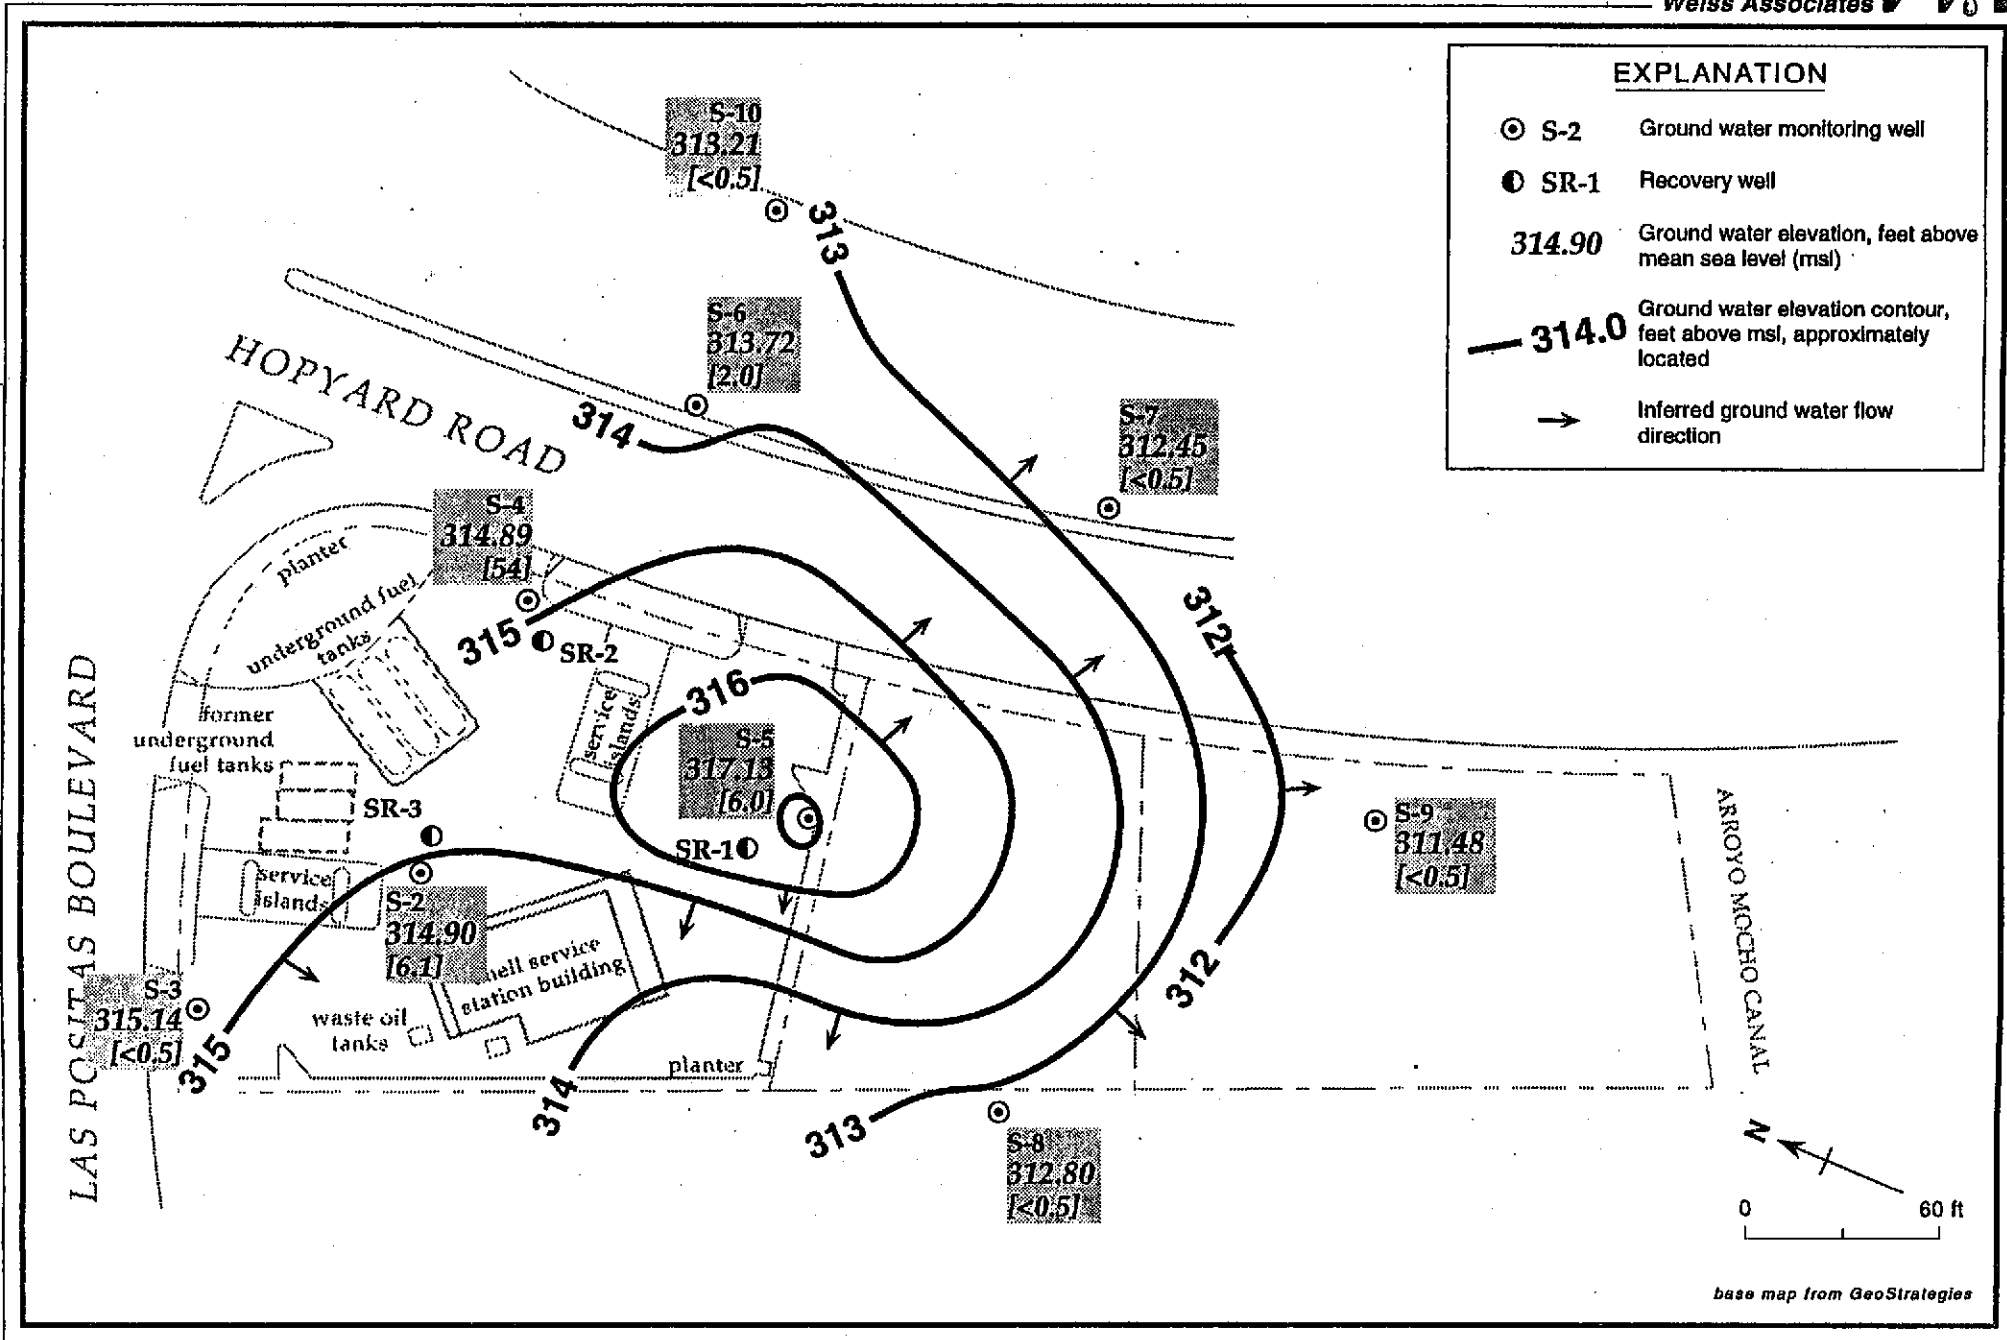 Weiss Associates
EXPLANATION
S-2 Ground water monitoring well
SR-1 Recovery well
314.90 Ground water elevation, feet above
mean sea level (msl)
314.0 Ground water elevation contour,
feet above msl, approximately
located
Inferred ground water flow
direction
S-10
313.21
[<0.5]
313
S-6
313.72
[2.0]
HOPYARD ROAD
314
S-7
312.45
[<0.5]
S-4
314.89
[54]
planter
underground fuel
tanks
315
SR-2
312
316
service
islands
former
underground
fuel tanks
S-5
317.13
[6.0]
SR-3
SR-1
S-9
311.48
[<0.5]
ARROYO MOCHO CANAL
LAS POSITAS BOULEVARD
service
islands
S-2
314.90
[6.1]
hell service
station building
312
S-3
315.14
[<0.5]
315
waste oil
tanks
planter
314
313
S-8
312.80
[<0.5]
N
0 60 ft
base map from GeoStrategies